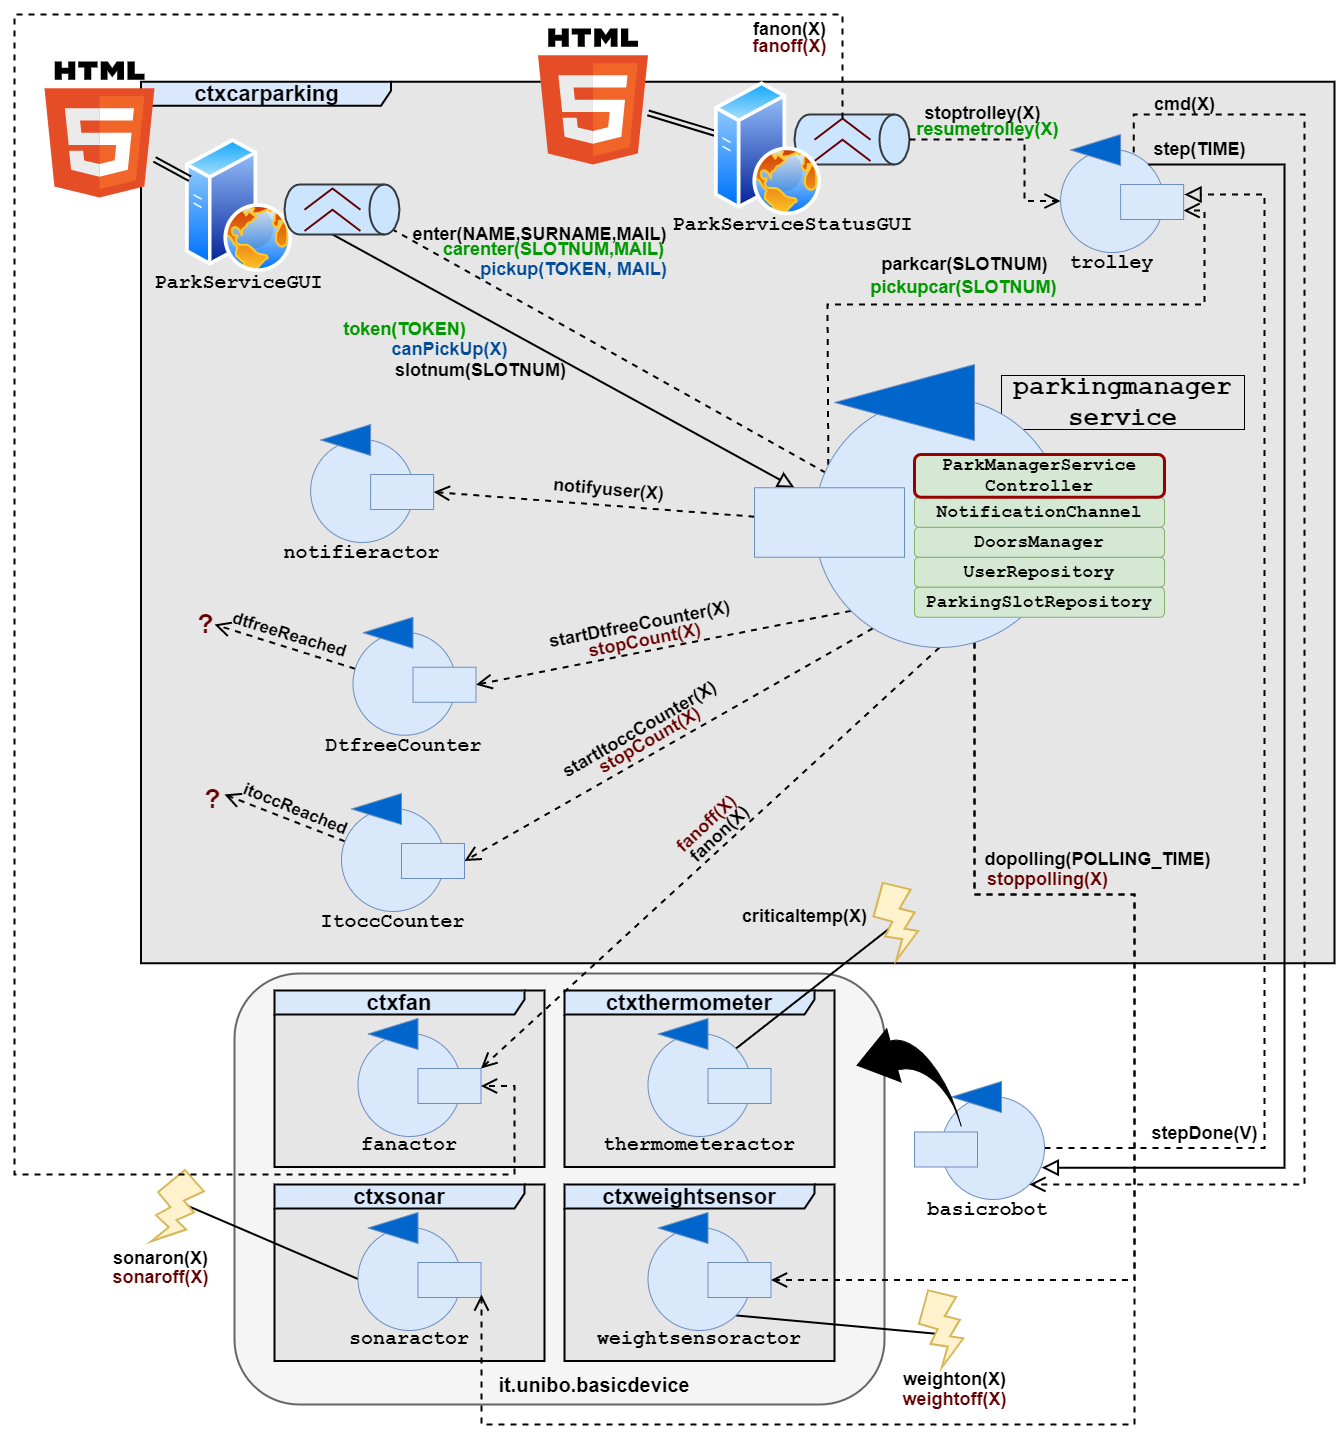 fanon(X)
fanoff(X)
HTML
5
HTML
5
ctxcarparking
stoptrolley(X)
resumetrolley(X)
cmd(X)
step(TIME)
ParkServiceStatusGUI
trolley
ParkServiceGUI
enter(NAME,SURNAME,MAIL)
carenter(SLOTNUM,MAIL)
pickup(TOKEN, MAIL)
parkcar(SLOTNUM)
pickupcar(SLOTNUM)
token(TOKEN)
canPickUp(X)
slotnum(SLOTNUM)
parkingmanager
service
ParkManagerService
Controller
NotificationChannel
DoorsManager
UserRepository
ParkingSlotRepository
notifyuser(X)
notifieractor
? dtfreeReached
startDtfreeCounter(X)
stopCount(X)
DtfreeCounter
startItoccCounter(X)
stopCount(X)
? itoccReached
ItoccCounter
fanoff(X)
fanon(X)
dopolling(POLLING_TIME)
stoppolling(X)
criticaltemp(X)
ctxfan
fanactor
ctxthermometer
thermometeractor
stepDone(V)
basicrobot
ctxsonar
sonaractor
ctxweightsensor
weightsensoractor
sonaron(X)
sonaroff(X)
it.unibo.basicdevice
weighton(X)
weightoff(X)